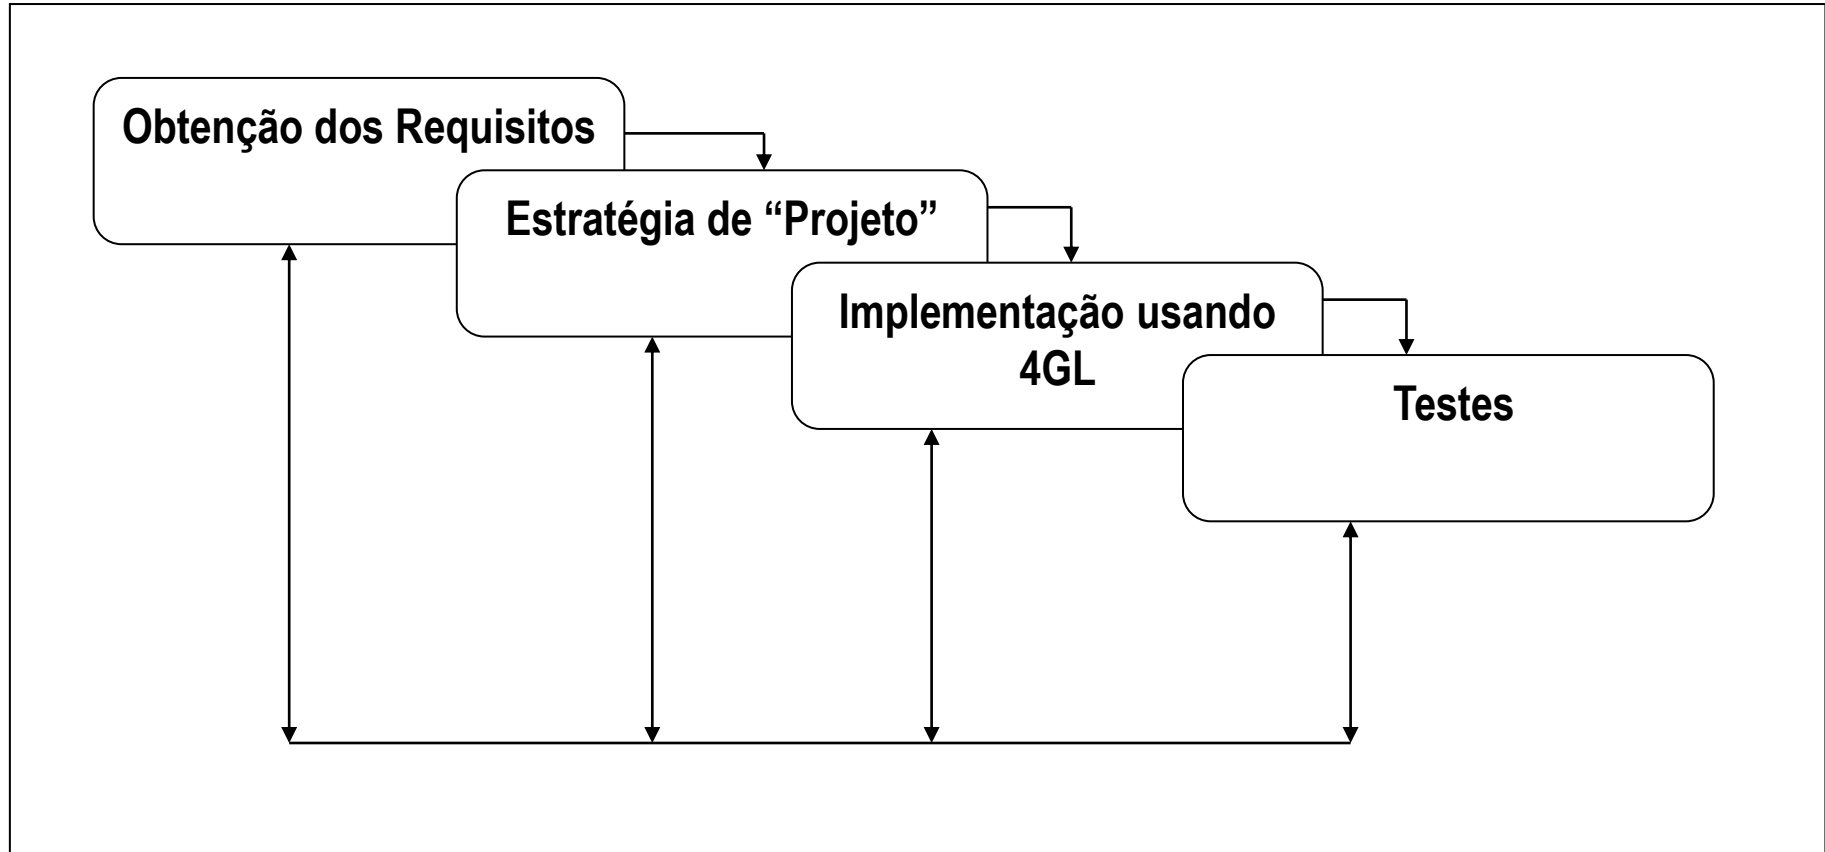 Obtenção dos Requisitos
Estratégia de “Projeto”
Implementação usando
4GL
Testes